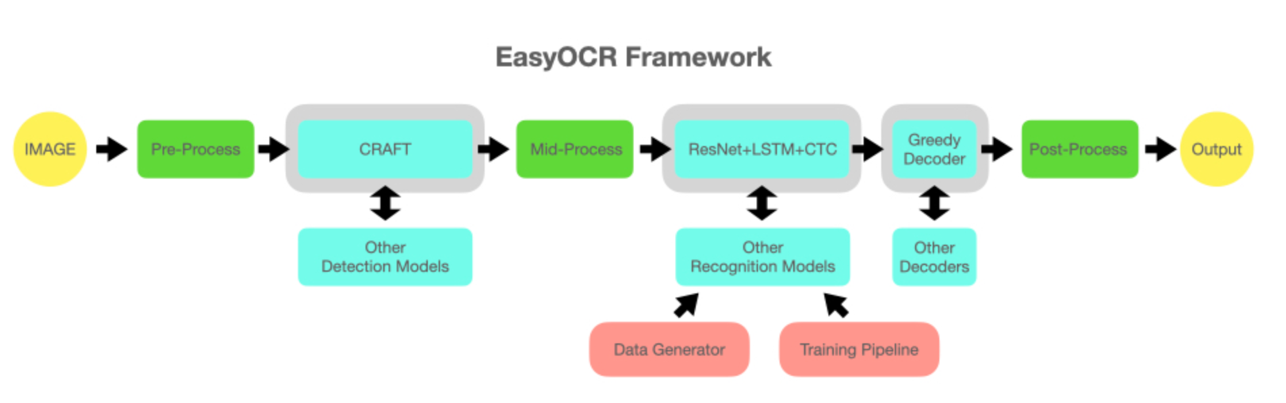 EasyOCR Framework
IMAGE
Pre-Process
CRAFT
Mid-Process
ResNet+LSTM+CTC
Greedy
Decoder
Post-Process
Output
Other
Detection Models
Other
Recognition Models
Other
Decoders
Data Generator
Training Pipeline